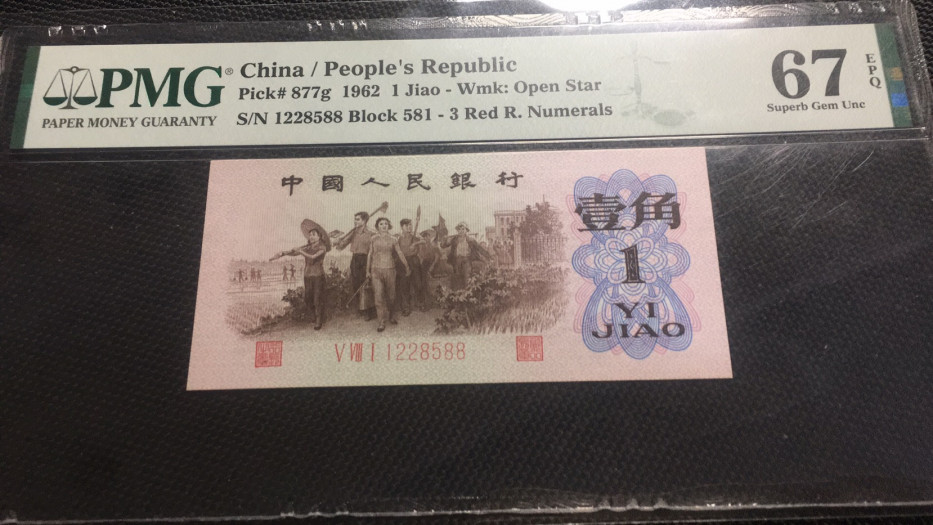 PMG®
PAPER MONEY GUARANTY
China / People's Republic
Pick# 877g 1962 1 Jiao - Wmk: Open Star
S/N 1228588 Block 581 - 3 Red R. Numerals
67
EPQ
Superb Gem Unc
中國人民銀行
壹角
1
YI
JIAO
V VIII I 1228588